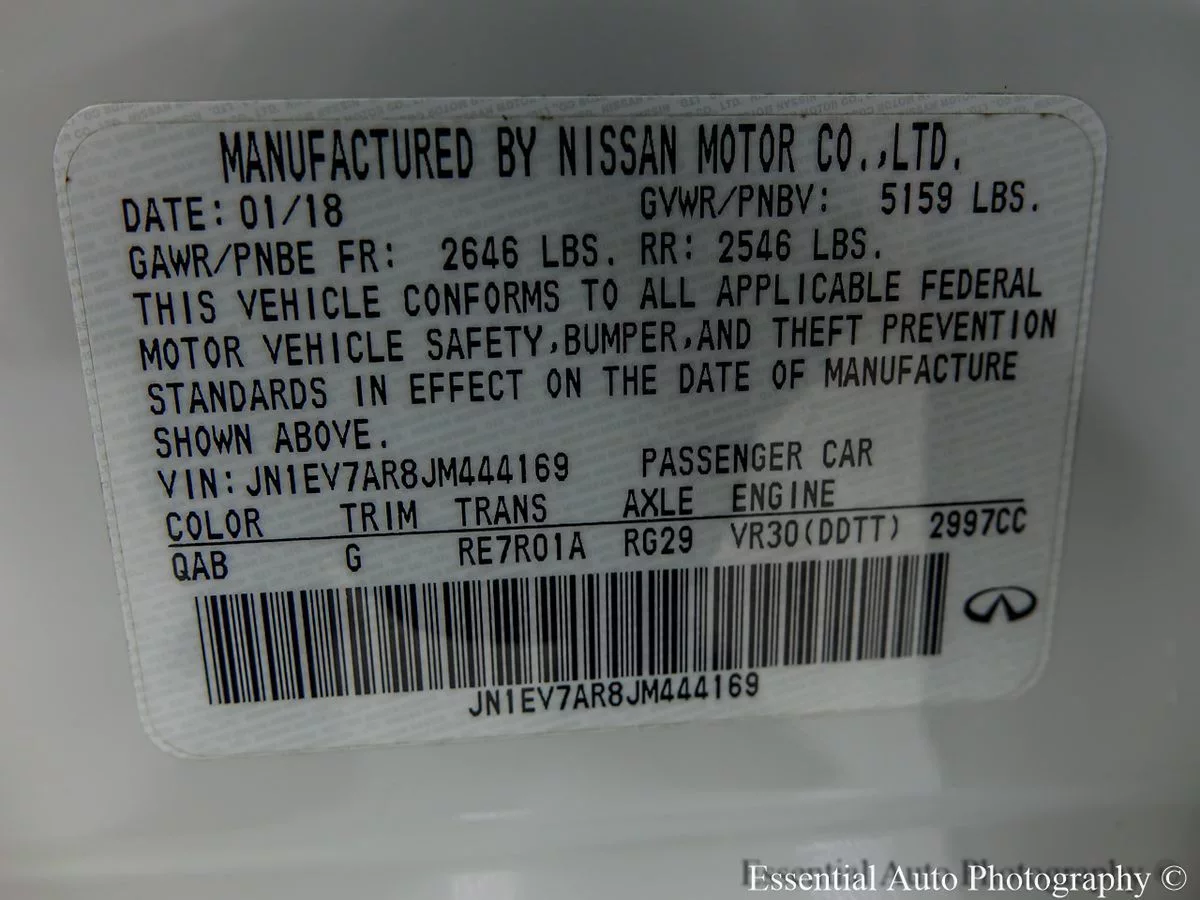 MANUFACTURED BY NISSAN MOTOR CO.,LTD.
DATE: 01/18 GVWR/PNBV: 5159 LBS.
GAWR/PNBE FR: 2646 LBS. RR: 2546 LBS.
THIS VEHICLE CONFORMS TO ALL APPLICABLE FEDERAL
MOTOR VEHICLE SAFETY,BUMPER,AND THEFT PREVENTION
STANDARDS IN EFFECT ON THE DATE OF MANUFACTURE
SHOWN ABOVE.
VIN:JN1EV7AR8JM444169 PASSENGER CAR
COLOR TRIM TRANS AXLE ENGINE
QAB G RE7R01A RG29 VR30(DDTT) 2997CC
JN1EV7AR8JM444169
Essential Auto Photography ©